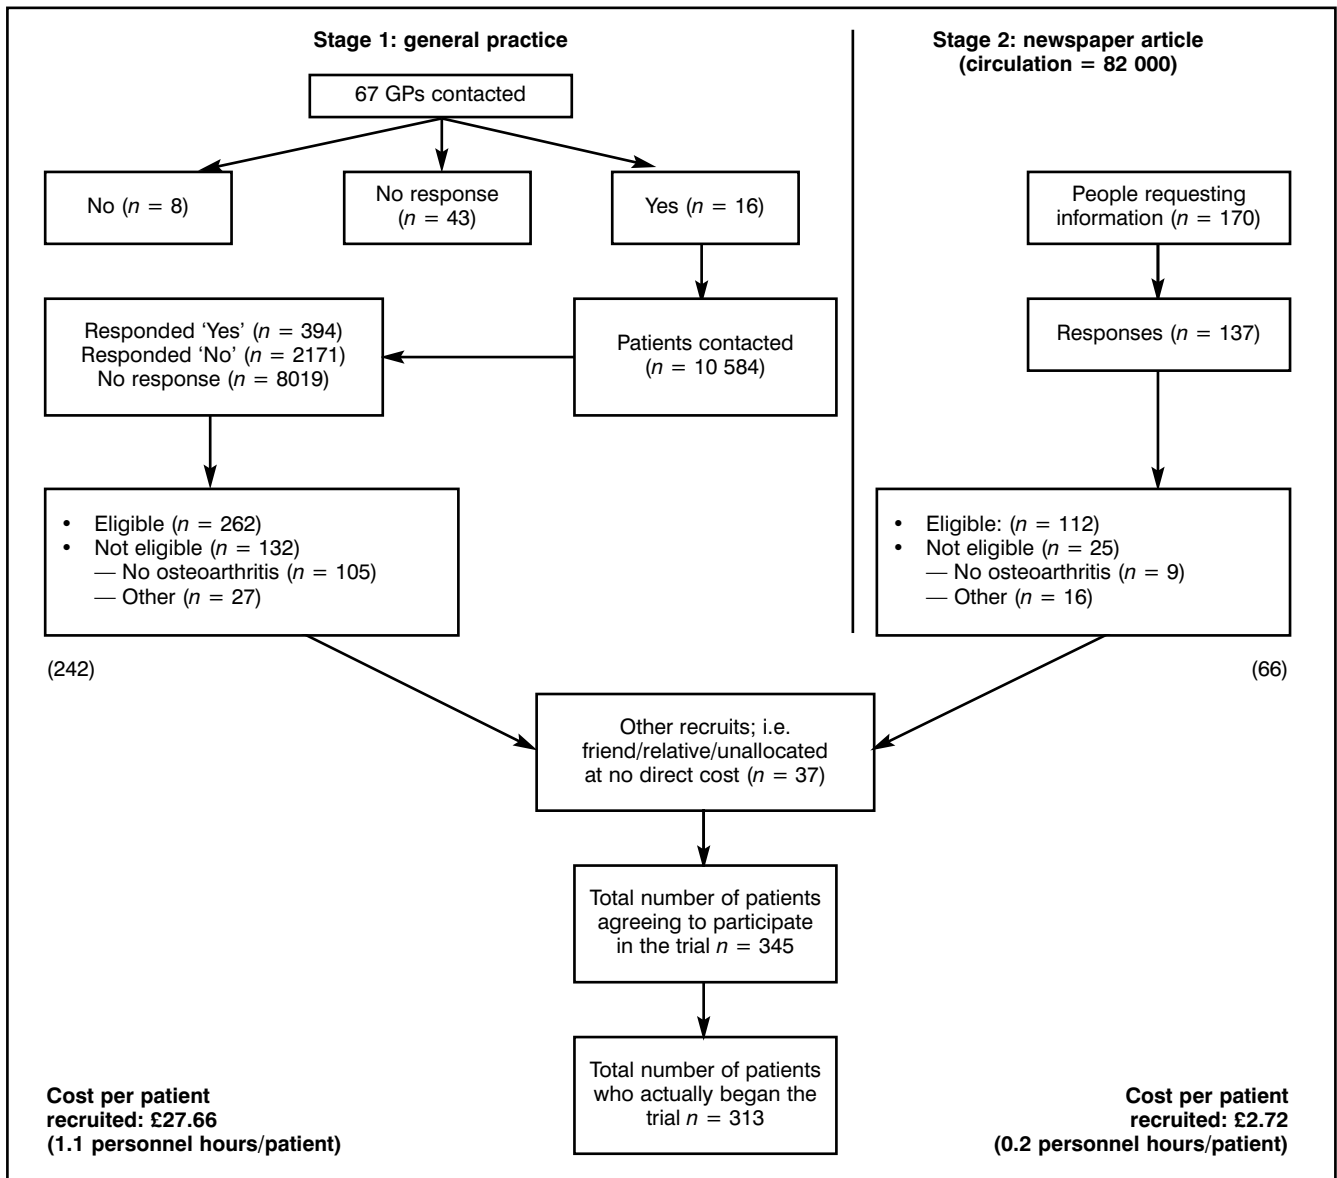 Stage 1: general practice
67 GPs contacted
No (n = 8)
No response
(n = 43)
Yes (n = 16)
Patients contacted
(n = 10 584)
Responded ‘Yes’ (n = 394)
Responded ‘No’ (n = 2171)
No response (n = 8019)
• Eligible (n = 262)
• Not eligible (n = 132)
— No osteoarthritis (n = 105)
— Other (n = 27)
(242)
Stage 2: newspaper article
(circulation = 82 000)
People requesting
information (n = 170)
Responses (n = 137)
• Eligible: (n = 112)
• Not eligible (n = 25)
— No osteoarthritis (n = 9)
— Other (n = 16)
(66)
Other recruits; i.e.
friend/relative/unallocated
at no direct cost (n = 37)
Total number of patients
agreeing to participate
in the trial n = 345
Total number of patients
who actually began the
trial n = 313
Cost per patient
recruited: £27.66
(1.1 personnel hours/patient)
Cost per patient
recruited: £2.72
(0.2 personnel hours/patient)